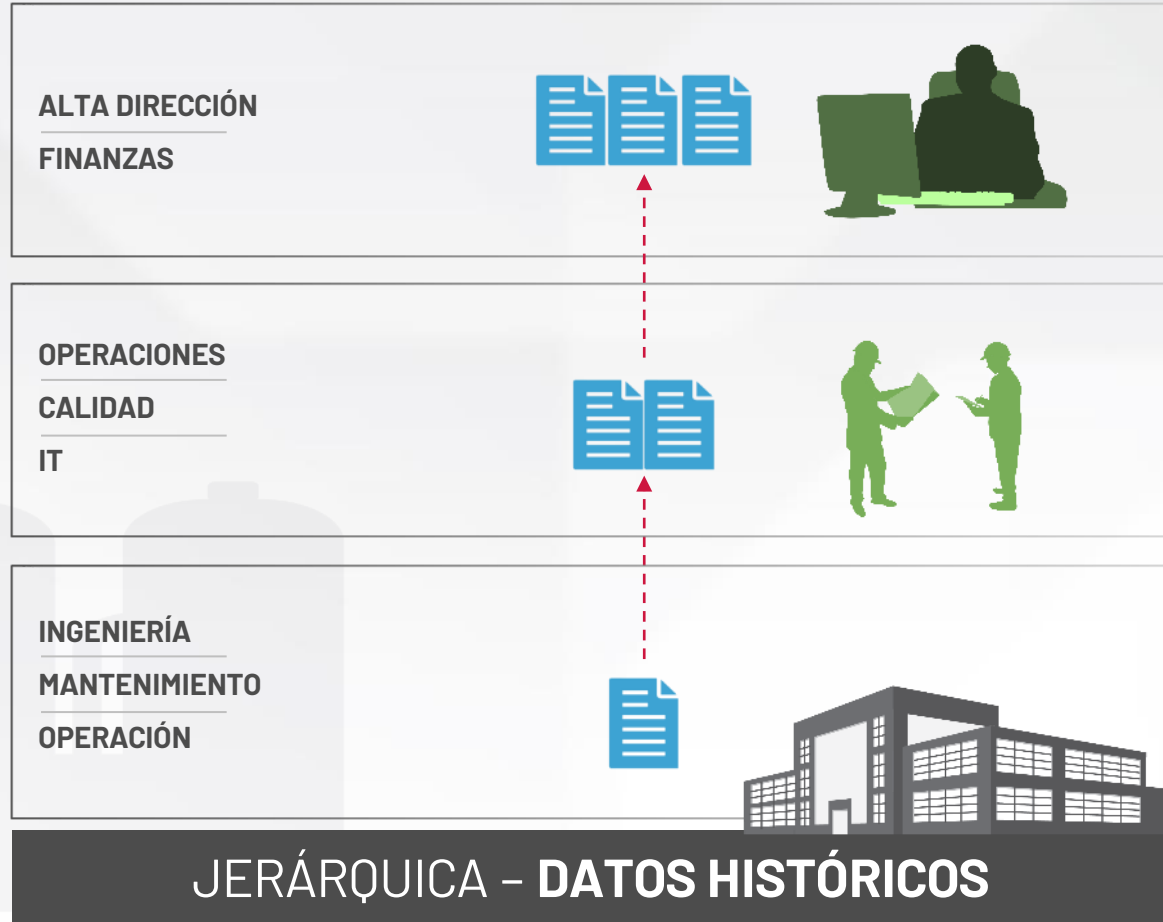 ALTA DIRECCIÓN
FINANZAS
OPERACIONES
CALIDAD
IT
INGENIERÍA
MANTENIMIENTO
OPERACIÓN
JERÁRQUICA – DATOS HISTÓRICOS